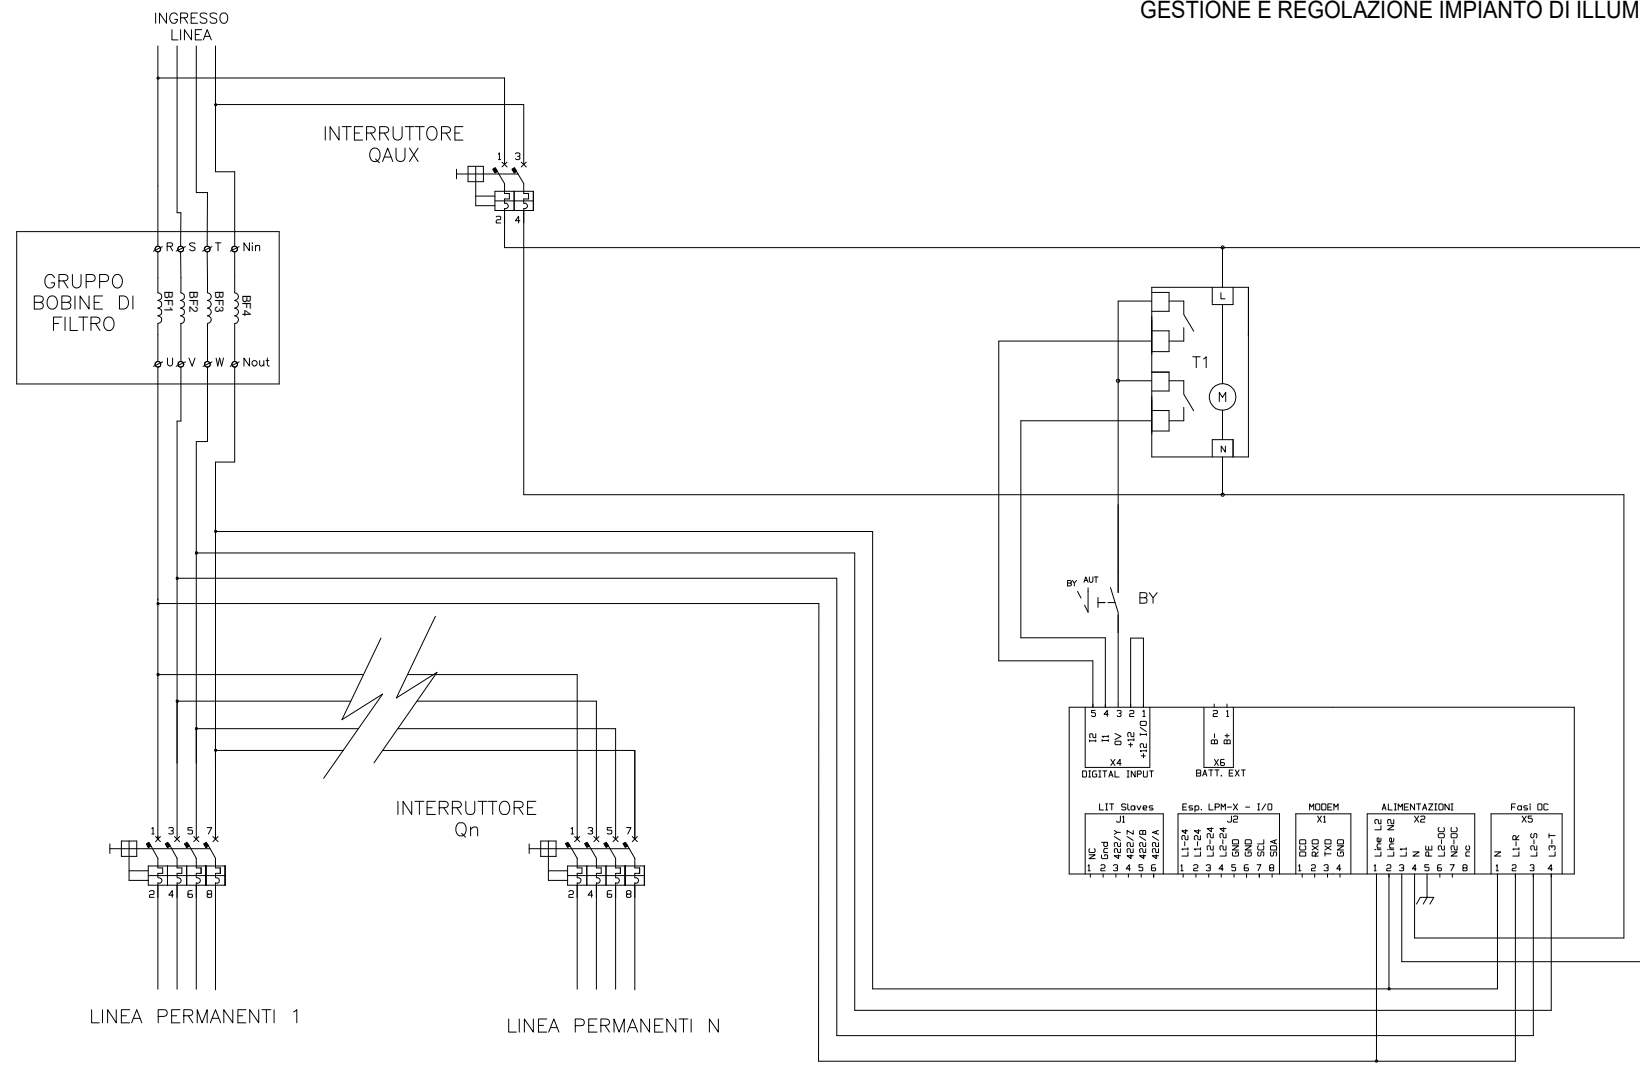 GESTIONE E REGOLAZIONE IMPIANTO DI ILLUM
INGRESSO
LINEA
INTERRUTTORE
QAUX
1 3
2 4
R S T Nin
GRUPPO
BOBINE DI
FILTRO
BF1 BF2 BF3 BF4
U V W Nout
L
T1
M
N
BY AUT
BY
5 4 3 2 1
I2 I1 0V +12 +12 I/O
X4
DIGITAL INPUT
2 1
B- B+
X6
BATT. EXT
LIT Slaves
J1
NC Gnd 422/Y 422/Z 422/B 422/A
1 2 3 4 5 6
Esp. LPM-X - I/O
J2
L1-24 L1-24 L2-24 L2-24 GND GND SCL SDA
1 2 3 4 5 6 7 8
MODEM
X1
DCD RXD TXD GND
1 2 3 4
ALIMENTAZIONI
X2
Line L2 Line N2 L1 N PE L2-OC N2-OC nc
1 2 3 4 5 6 7 8
Fasi OC
X5
N L1-R L2-S L3-T
1 2 3 4
INTERRUTTORE
Qn
1 3 5 7
2 4 6 8
1 3 5 7
2 4 6 8
LINEA PERMANENTI 1
LINEA PERMANENTI N